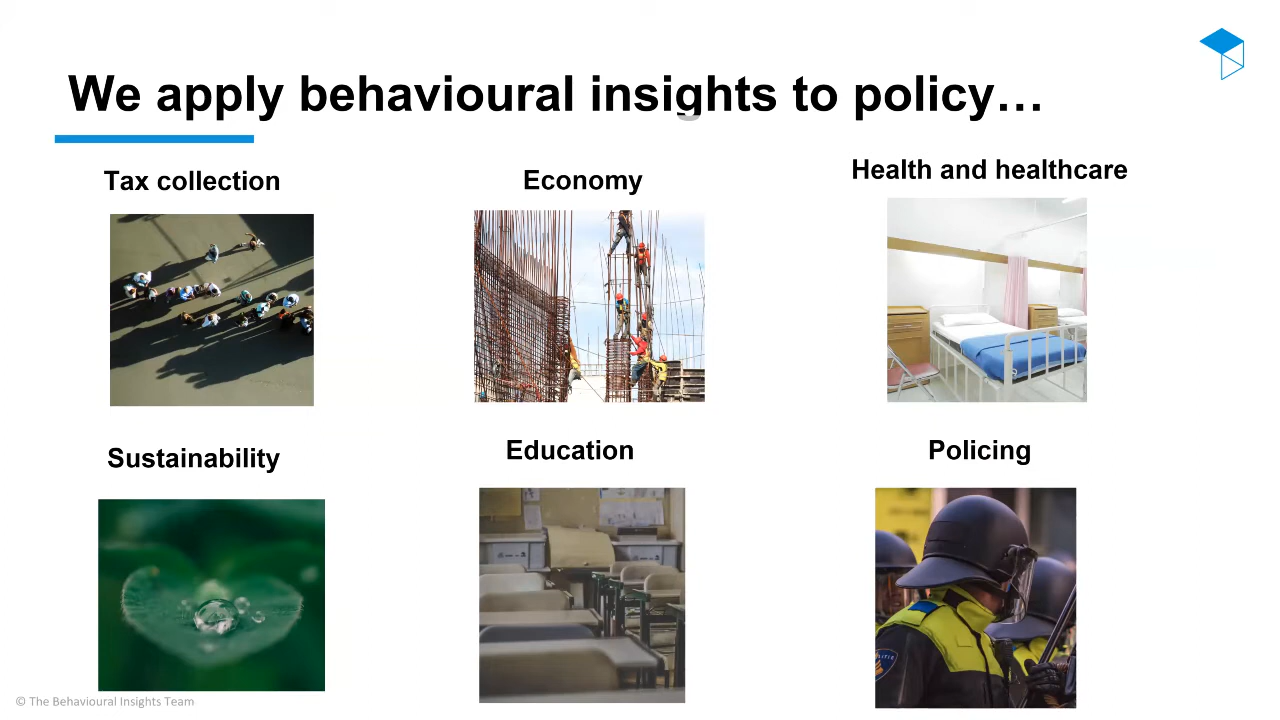 We apply behavioural insights to policy…
Tax collection
Economy
Health and healthcare
Sustainability
Education
Policing
© The Behavioural Insights Team